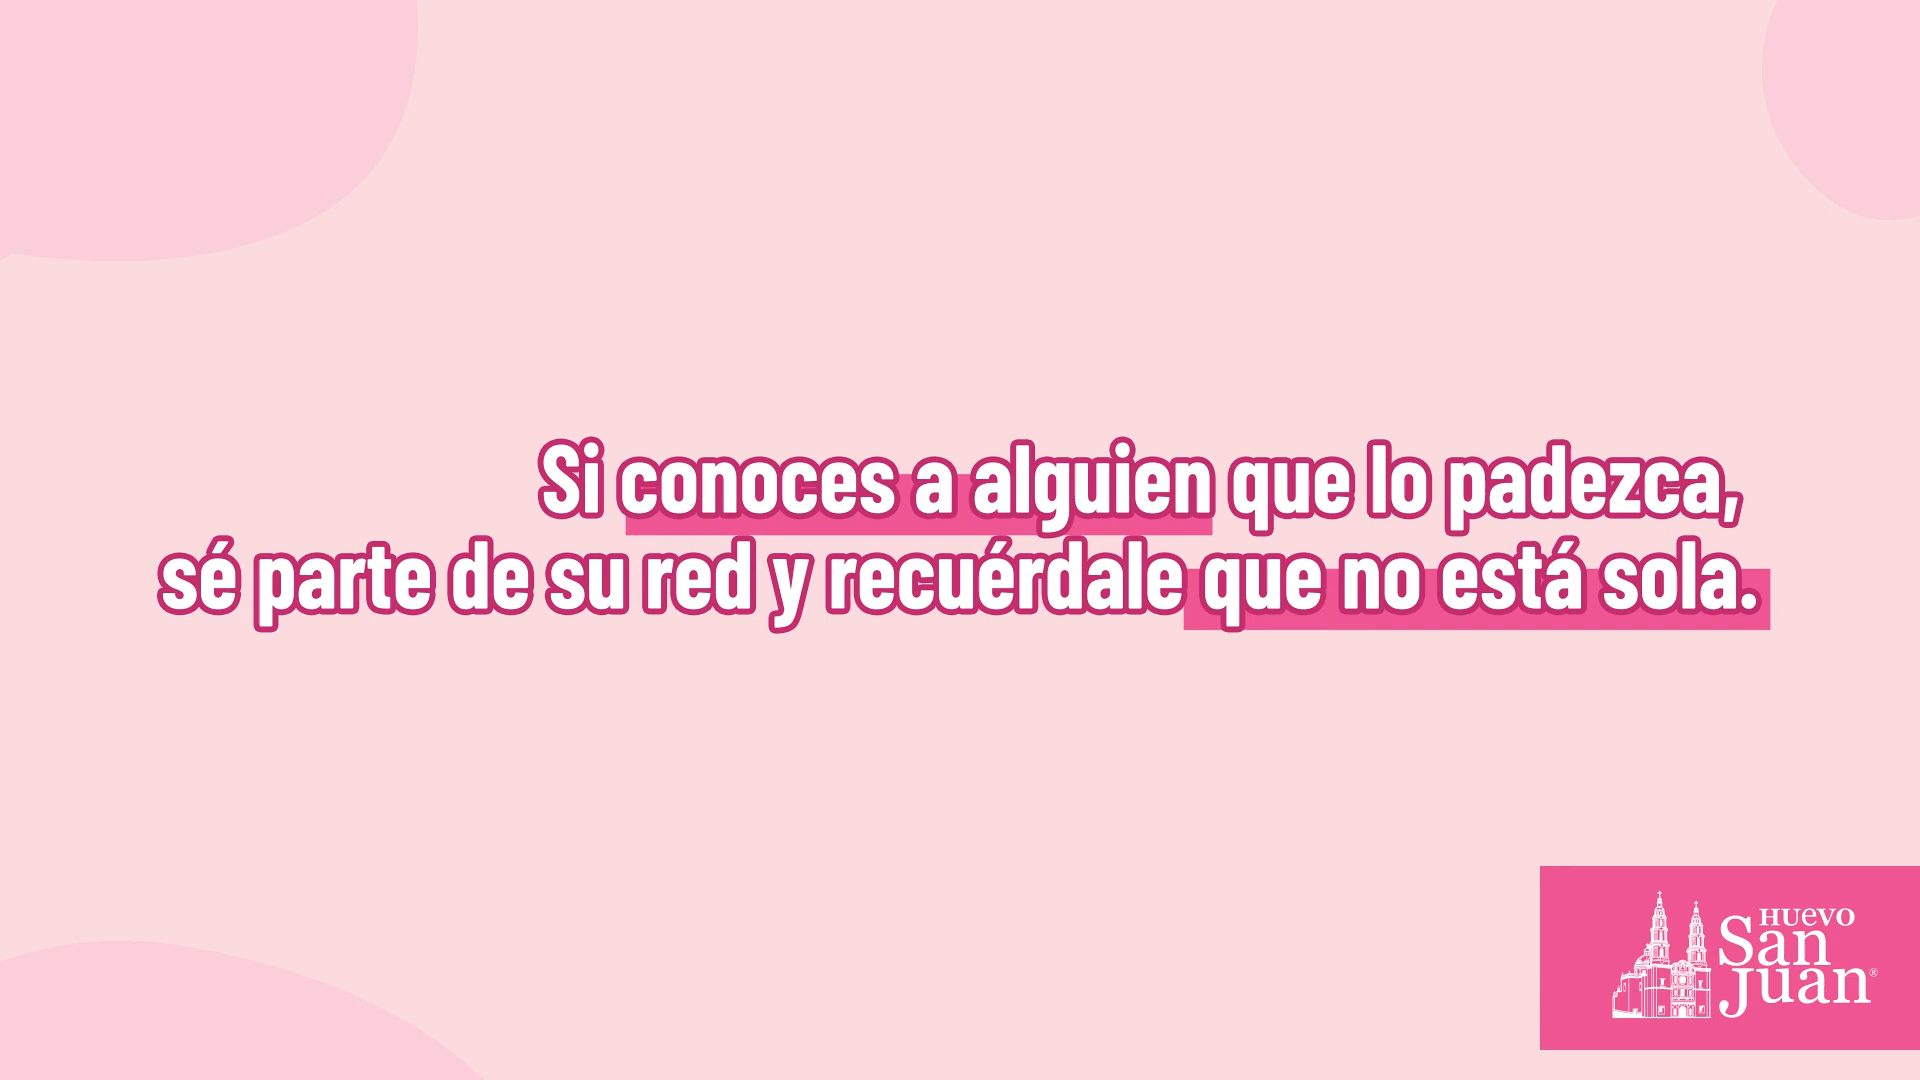 Si conoces a alguien que lo padezca,
sé parte de su red y recuérdale que no está sola.
HUevo
San
Juan®